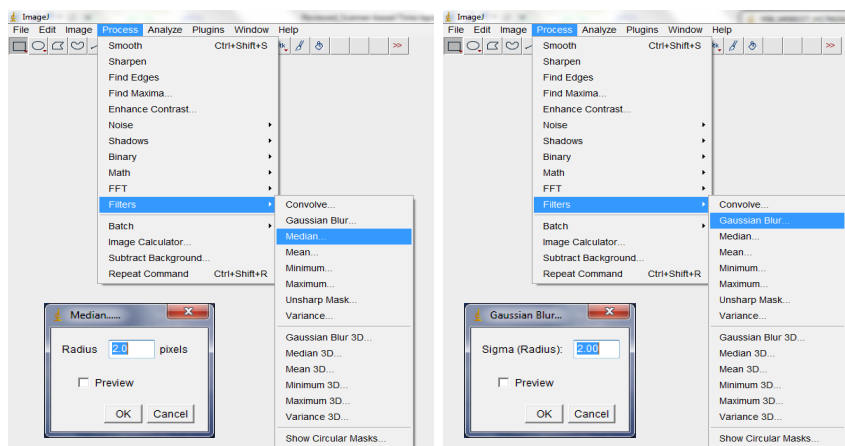 ImageJ
File Edit Image Process Analyze Plugins Window Help
>>
Smooth Ctrl+Shift+S
Sharpen
Find Edges
Find Maxima...
Enhance Contrast...
Noise
Shadows
Binary
Math
FFT
Filters
Batch
Image Calculator...
Subtract Background...
Repeat Command Ctrl+Shift+R
Convolve...
Gaussian Blur...
Median...
Mean...
Minimum...
Maximum...
Unsharp Mask...
Variance...
Gaussian Blur 3D...
Median 3D...
Mean 3D...
Minimum 3D...
Maximum 3D...
Variance 3D...
Show Circular Masks...
Median......
Radius 2.0 pixels
Preview
OK Cancel
ImageJ
File Edit Image Process Analyze Plugins Window Help
>>
Smooth Ctrl+Shift+S
Sharpen
Find Edges
Find Maxima...
Enhance Contrast...
Noise
Shadows
Binary
Math
FFT
Filters
Batch
Image Calculator...
Subtract Background...
Repeat Command Ctrl+Shift+R
Convolve...
Gaussian Blur...
Median...
Mean...
Minimum...
Maximum...
Unsharp Mask...
Variance...
Gaussian Blur 3D...
Median 3D...
Mean 3D...
Minimum 3D...
Maximum 3D...
Variance 3D...
Show Circular Masks...
Gaussian Blur...
Sigma (Radius): 2.00
Preview
OK Cancel